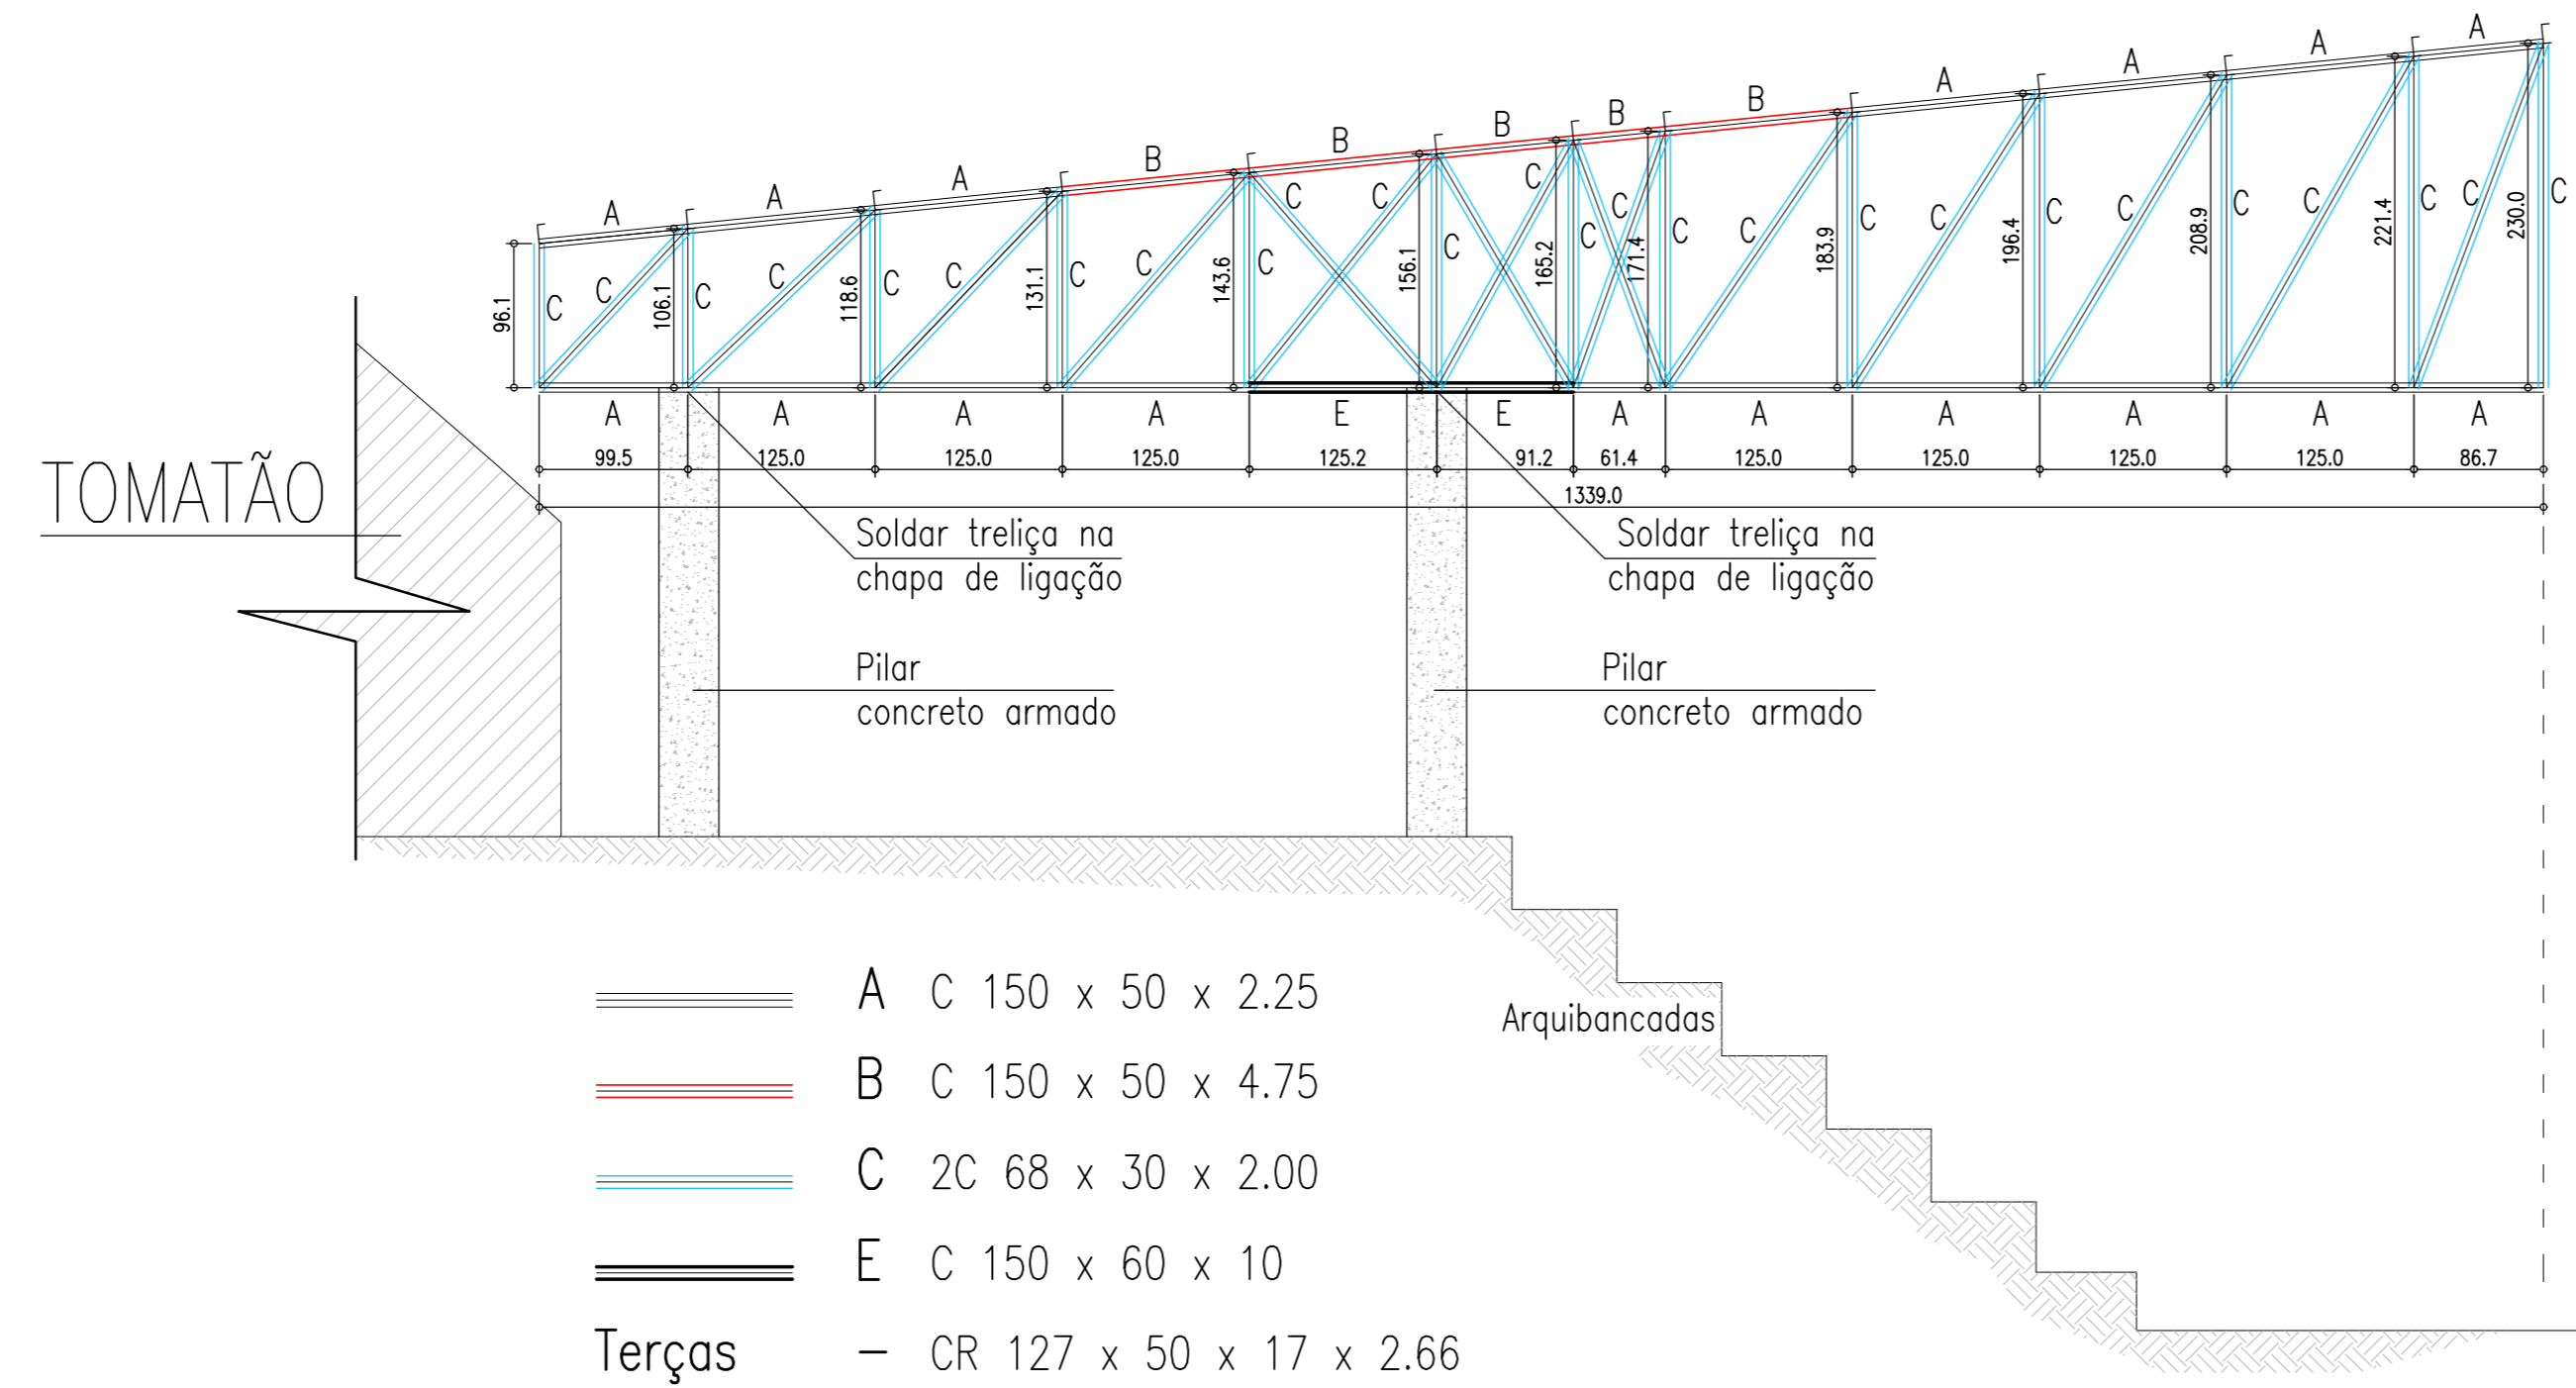 A A A B B B B B A A A A
C C C C C C C C C C C C
C C C C C C C C C C C C C
C C
96.1 106.1 118.6 131.1 143.6 156.1 165.2 171.4 183.9 196.4 208.9 221.4 230.0
A A A A E E A A A A A A
99.5 125.0 125.0 125.0 125.2 91.2 61.4 125.0 125.0 125.0 125.0 86.7
1339.0
TOMATÃO
Soldar treliça na
chapa de ligação
Soldar treliça na
chapa de ligação
Pilar
concreto armado
Pilar
concreto armado
Arquibancadas
A C 150 x 50 x 2.25
B C 150 x 50 x 4.75
C 2C 68 x 30 x 2.00
E C 150 x 60 x 10
Terças – CR 127 x 50 x 17 x 2.66